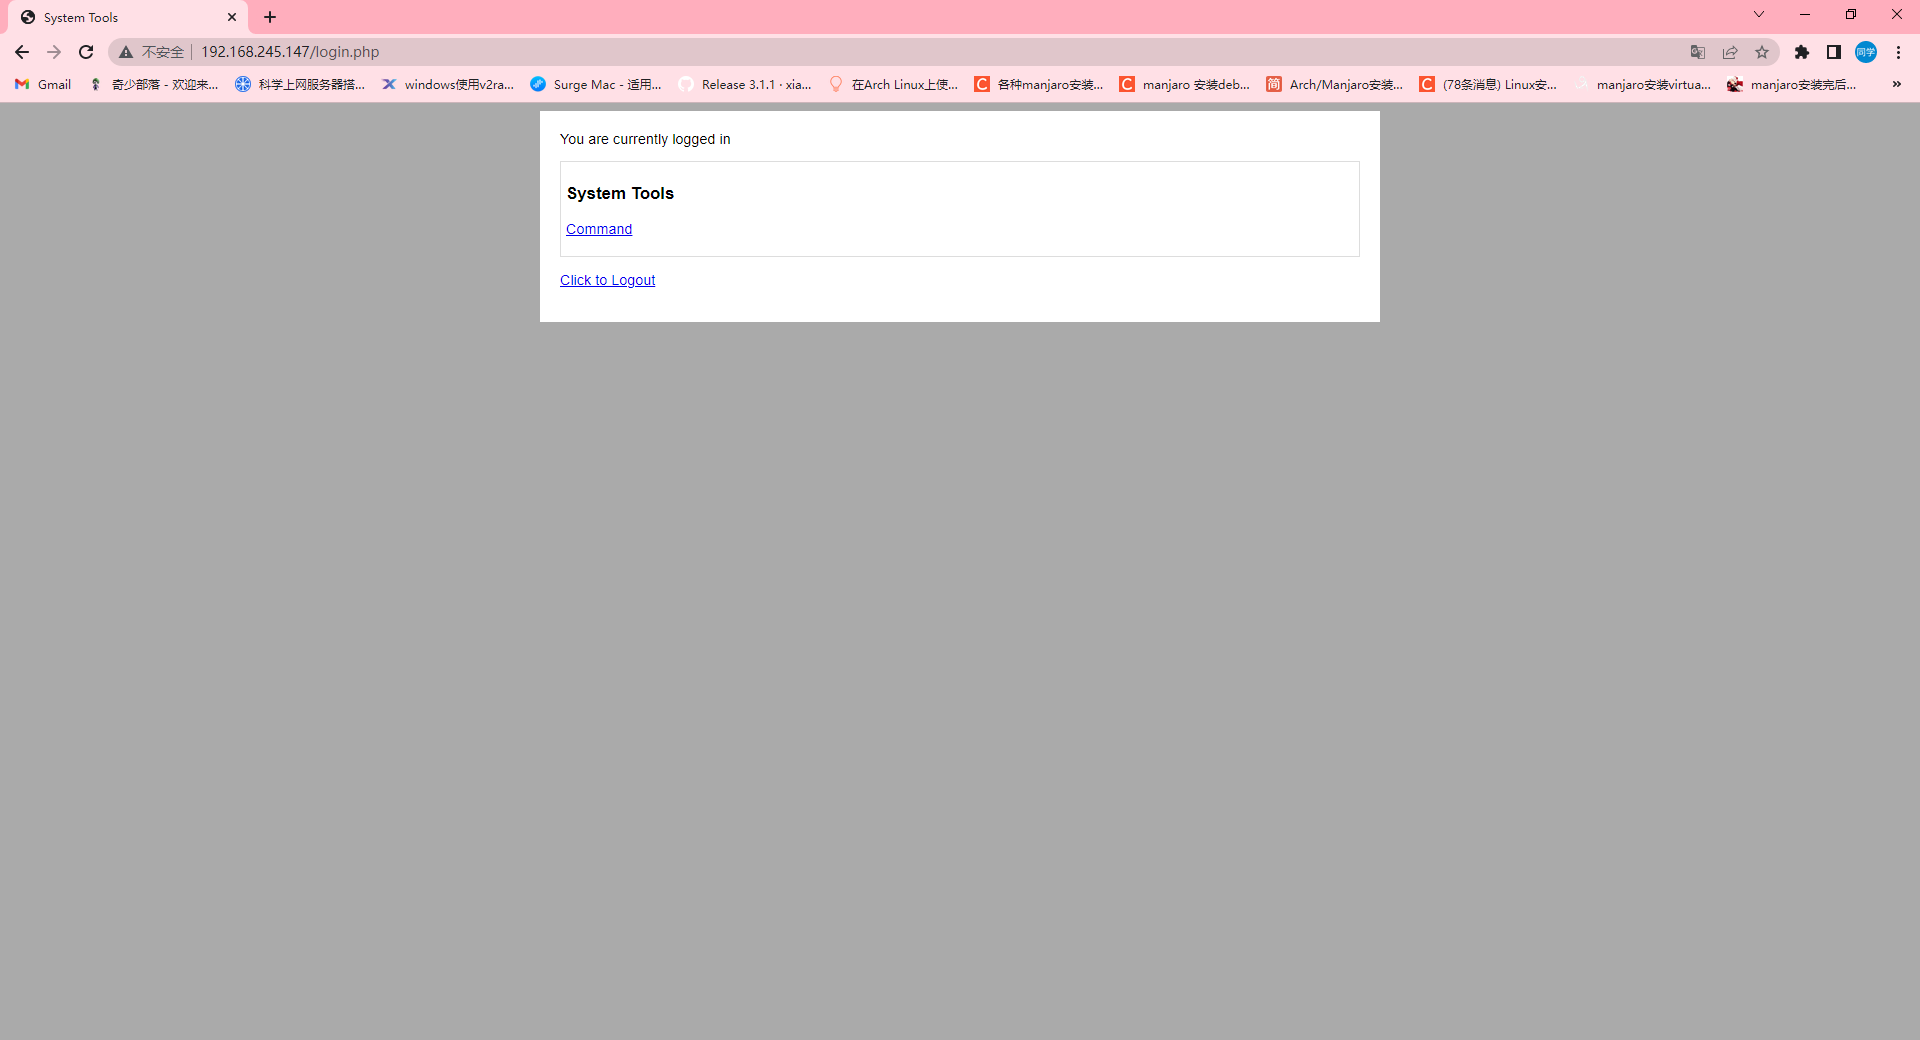 System Tools
不安全 192.168.245.147/login.php
同学
Gmail 奇少部落 - 欢迎来... 科学上网服务器搭... windows使用v2ra... Surge Mac - 适用... Release 3.1.1 · xia... 在Arch Linux上使... 各种manjaro安装... manjaro 安装deb... 简 Arch/Manjaro安装... (78条消息) Linux安... manjaro安装virtua... manjaro安装完后... »
You are currently logged in
System Tools
Command
Click to Logout